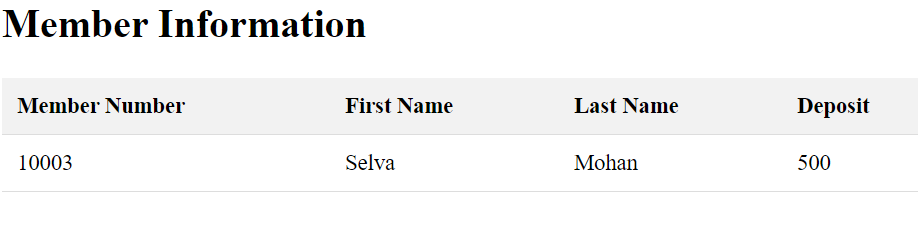 Member Information
Member Number First Name Last Name Deposit
10003 Selva Mohan 500